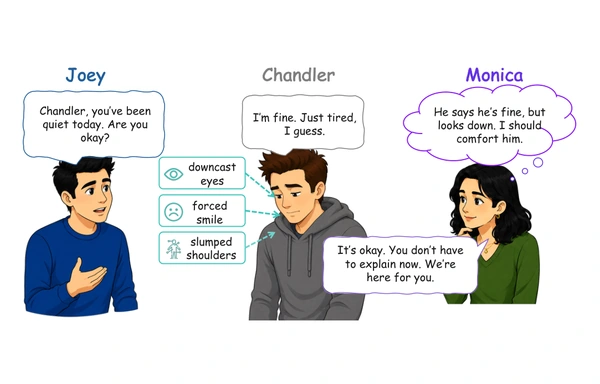 Joey
Chandler
Monica
Chandler, you've been
quiet today. Are you
okay?
I'm fine. Just tired,
I guess.
He says he's fine, but
looks down. I should
comfort him.
downcast
eyes
forced
smile
slumped
shoulders
It's okay. You don't have
to explain now. We're
here for you.